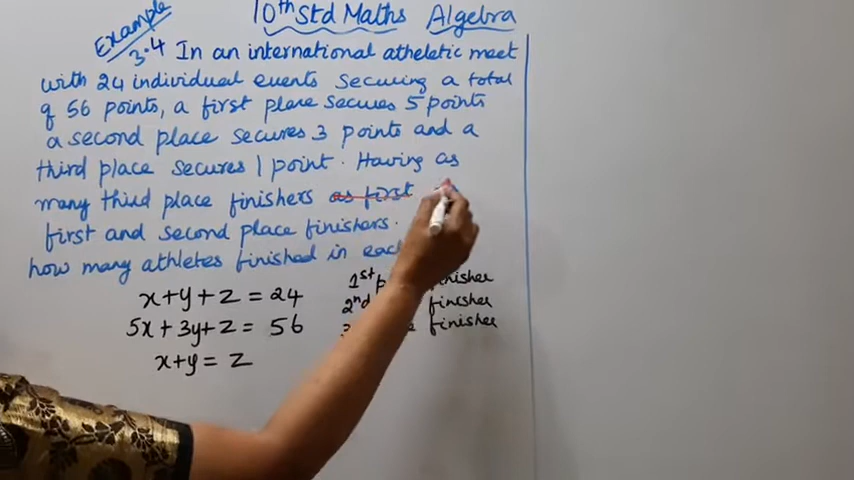 10th Std Maths Algebra
Example 3.4 In an international atheletic meet
with 24 individual events securing a total
of 56 points, a first place secures 5 points
a second place secures 3 points and a
third place secures 1 point. Having as
many third place finishers as first
first and second place finishers.
how many athletes finished in each
x+y+z = 24
5x+3y+z = 56
x+y = z
1st finisher
2nd finisher
finisher